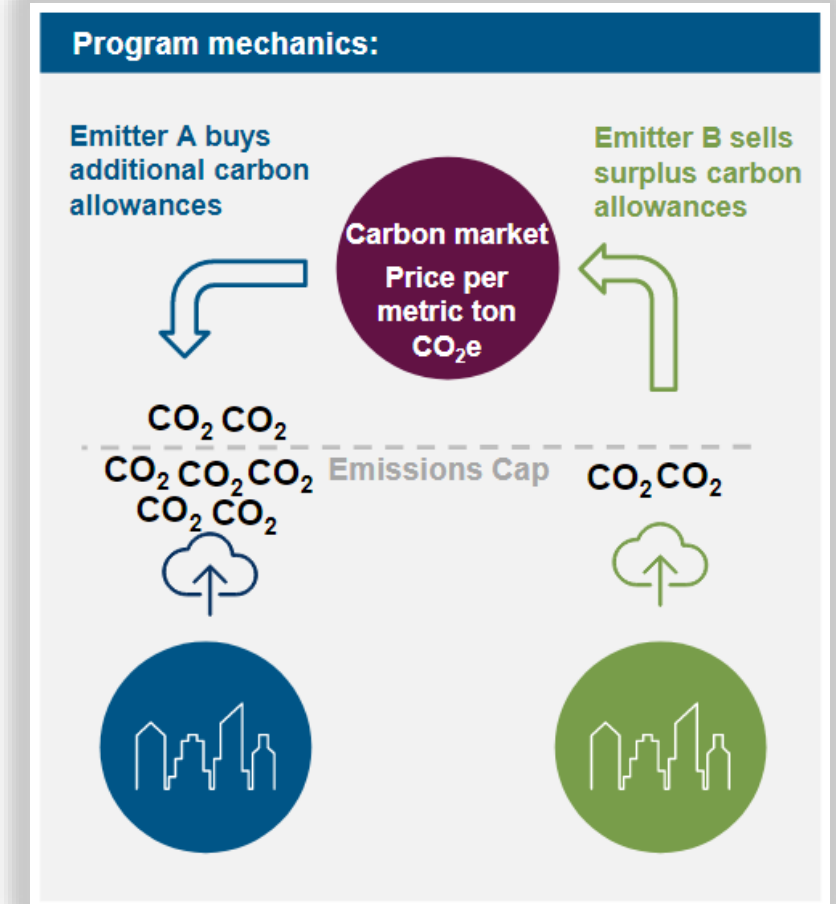 Program mechanics:
Emitter A buys
additional carbon
allowances
Emitter B sells
surplus carbon
allowances
Carbon market
Price per
metric ton
CO₂e
CO₂ CO₂
CO₂ CO₂ CO₂
Emissions Cap
CO₂ CO₂
CO₂ CO₂